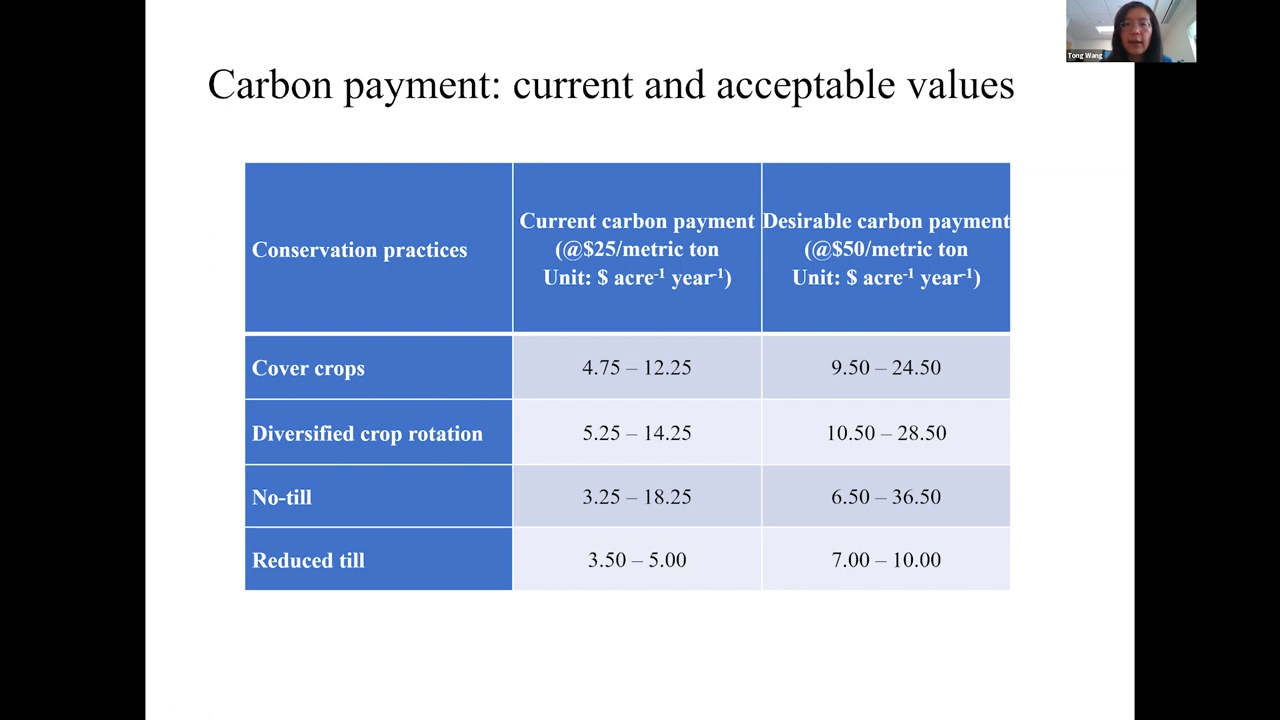 Tong Wang
Carbon payment: current and acceptable values
Conservation practices
Current carbon payment
(@$25/metric ton
Unit: $ acre⁻¹ year⁻¹)
Desirable carbon payment
(@$50/metric ton
Unit: $ acre⁻¹ year⁻¹)
Cover crops
4.75 – 12.25
9.50 – 24.50
Diversified crop rotation
5.25 – 14.25
10.50 – 28.50
No-till
3.25 – 18.25
6.50 – 36.50
Reduced till
3.50 – 5.00
7.00 – 10.00